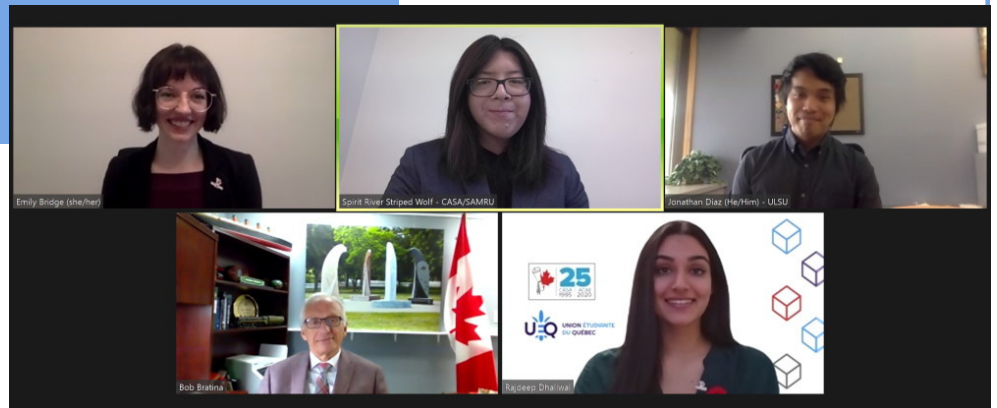 Emily Bridge (she/her)
Spirit River Striped Wolf - CASA/SAMRU
Jonathan Diaz (He/Him) - ULSU
Bob Bratina
25
CASA ACAE
1995 2020
UEQ UNION ÉTUDIANTE
DU QUÉBEC
Rajdeep Dhaliwal